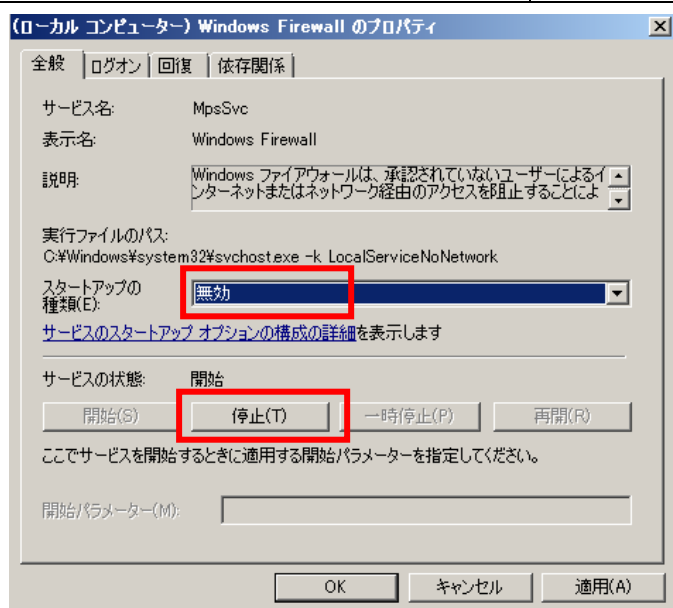 (ローカル コンピューター) Windows Firewall のプロパティ
全般 ログオン 回復 依存関係
サービス名: MpsSvc
表示名: Windows Firewall
説明: Windows ファイアウォールは、承認されていないユーザーによるイ
ンターネットまたはネットワーク経由のアクセスを阻止することによ
実行ファイルのパス:
C:¥Windows¥system32¥svchost.exe -k LocalServiceNoNetwork
スタートアップの
種類(E): 無効
サービスのスタートアップ オプションの構成の詳細を表示します
サービスの状態: 開始
開始(S) 停止(T) 一時停止(P) 再開(R)
ここでサービスを開始するときに適用する開始パラメーターを指定してください。
開始パラメーター(M):
OK キャンセル 適用(A)